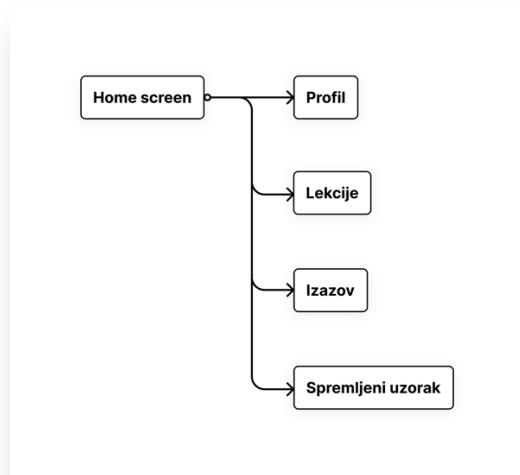 Home screen
Profil
Lekcije
Izazov
Spremljeni uzorak